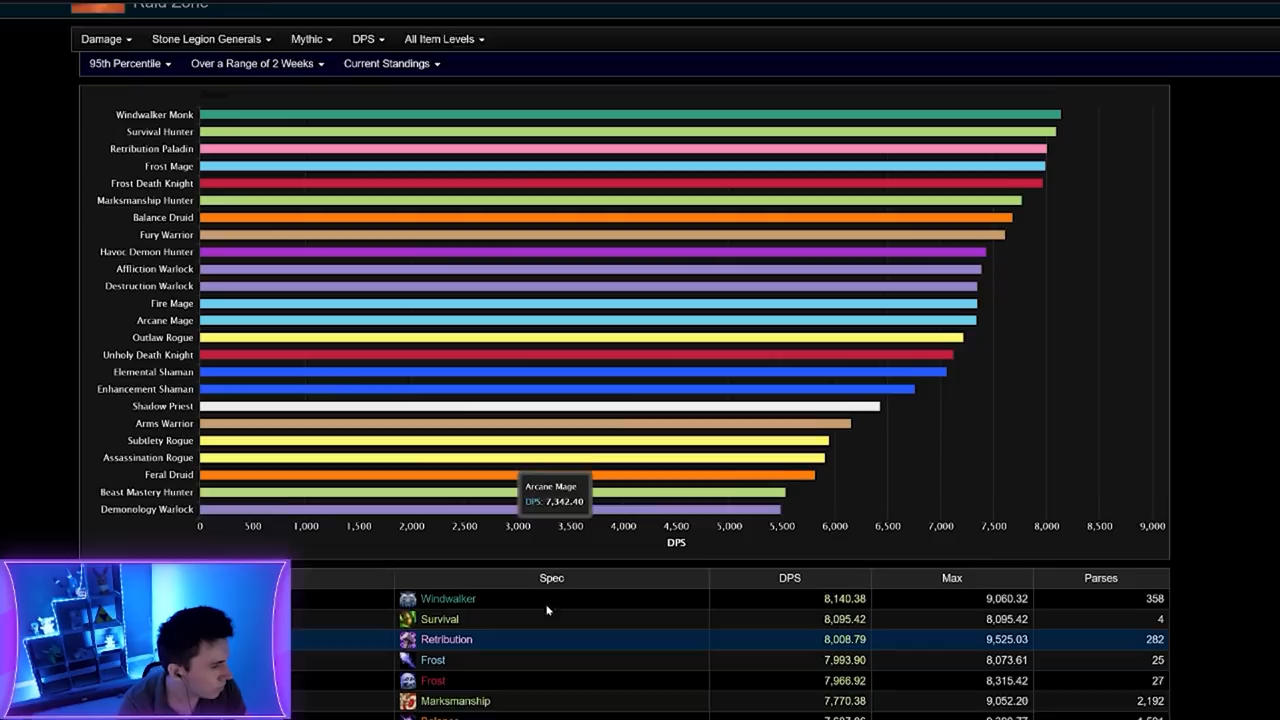 Raid Zone
Damage Stone Legion Generals Mythic DPS All Item Levels
95th Percentile Over a Range of 2 Weeks Current Standings
Windwalker Monk
Survival Hunter
Retribution Paladin
Frost Mage
Frost Death Knight
Marksmanship Hunter
Balance Druid
Fury Warrior
Havoc Demon Hunter
Affliction Warlock
Destruction Warlock
Fire Mage
Arcane Mage
Outlaw Rogue
Unholy Death Knight
Elemental Shaman
Enhancement Shaman
Shadow Priest
Arms Warrior
Subtlety Rogue
Assassination Rogue
Feral Druid
Beast Mastery Hunter
Demonology Warlock
Arcane Mage
DPS: 7,342.40
0 500 1,000 1,500 2,000 2,500 3,000 3,500 4,000 4,500 5,000 5,500 6,000 6,500 7,000 7,500 8,000 8,500 9,000
DPS
Spec DPS Max Parses
Windwalker 8,140.38 9,060.32 358
Survival 8,095.42 8,095.42 4
Retribution 8,008.79 9,525.03 282
Frost 7,993.90 8,073.61 25
Frost 7,966.92 8,315.42 27
Marksmanship 7,770.38 9,052.20 2,192